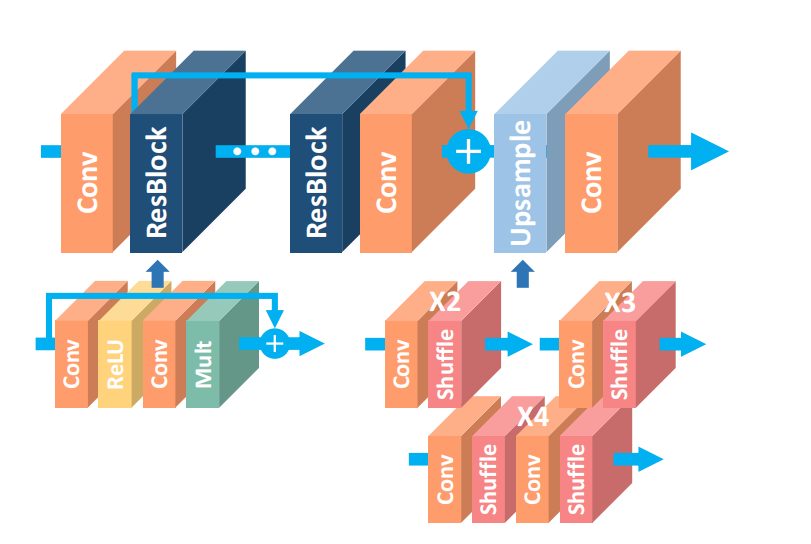 Conv
ResBlock
ResBlock
Conv
Upsample
Conv
Conv
ReLU
Conv
Mult
X2
Conv
Shuffle
X3
Conv
Shuffle
X4
Conv
Shuffle
Conv
Shuffle